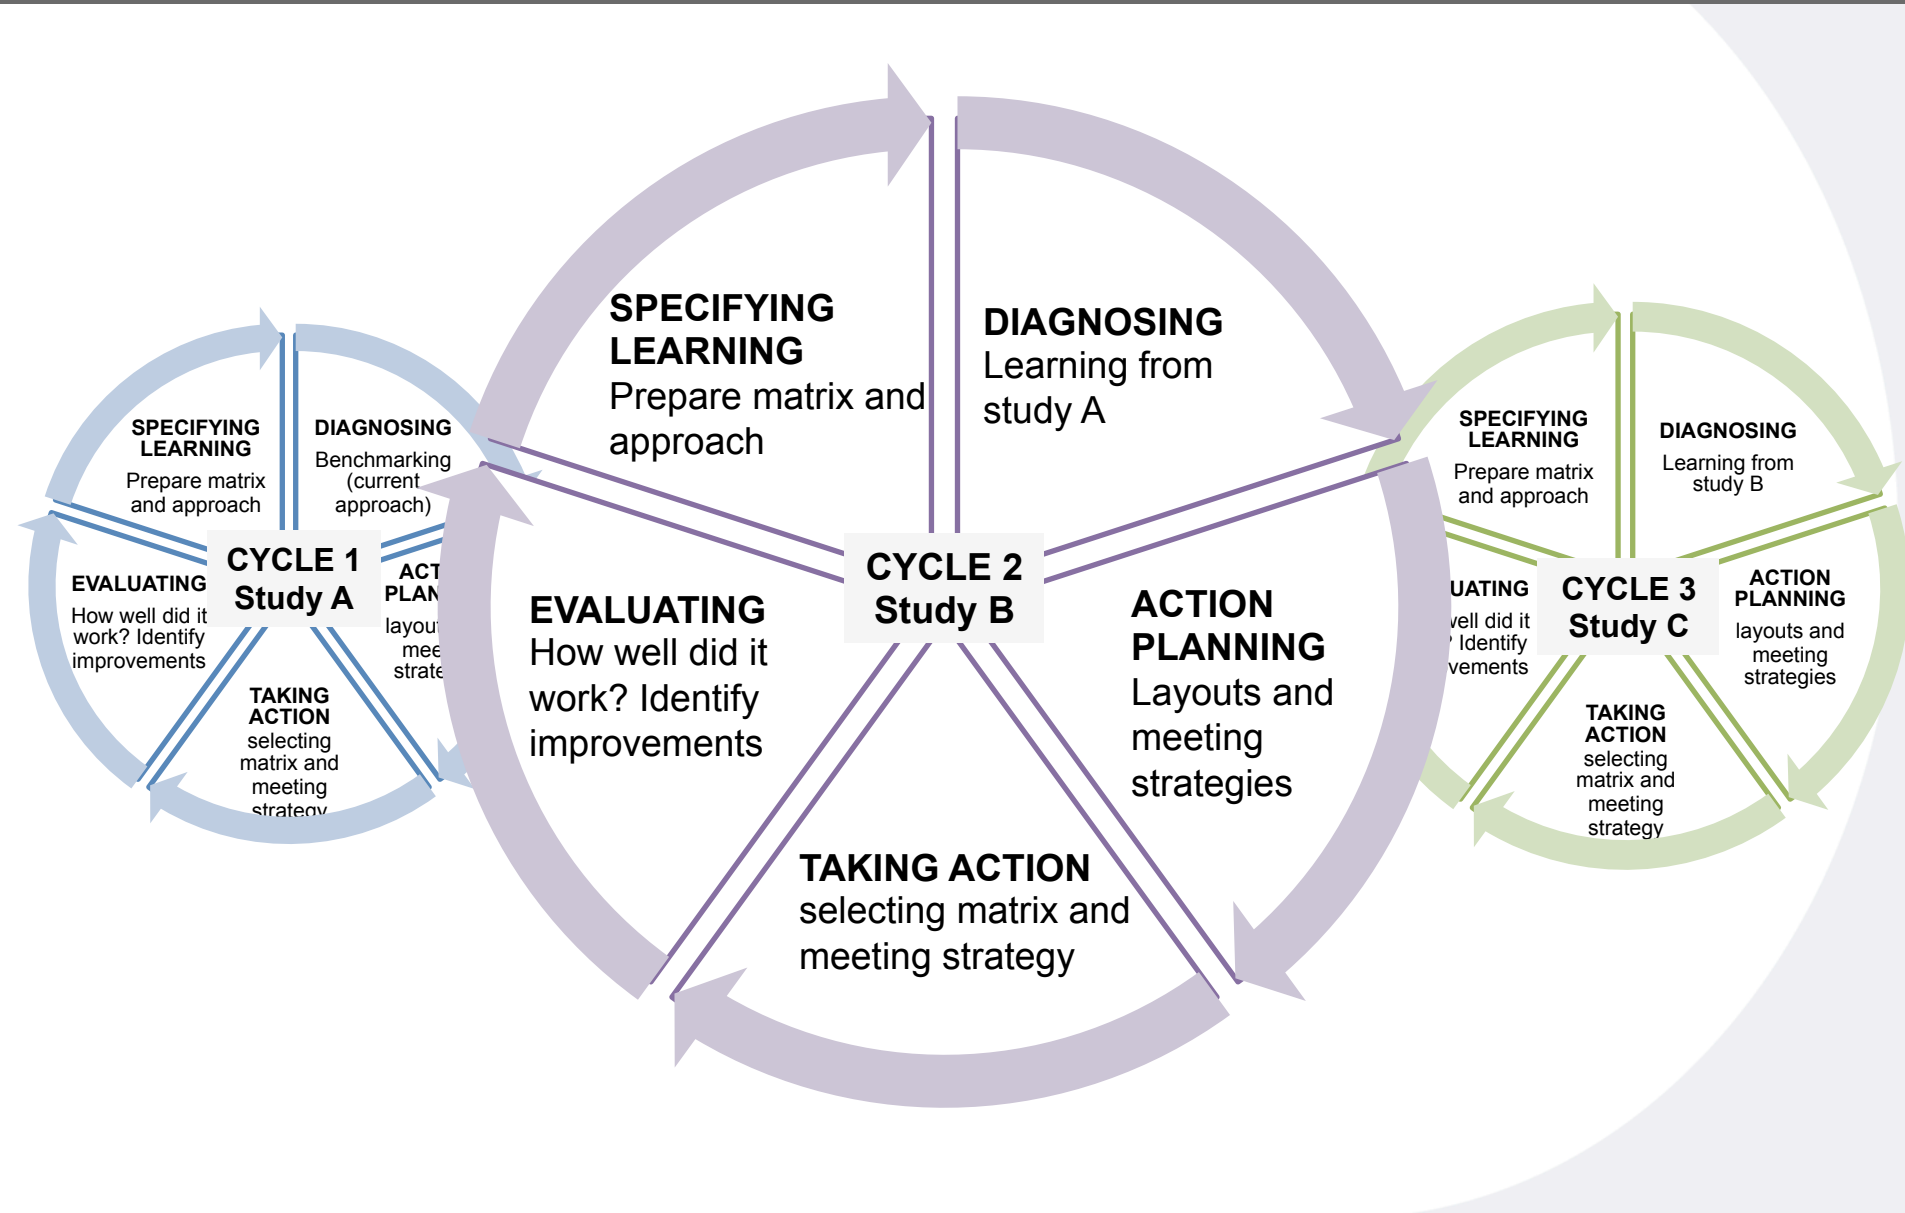 SPECIFYING
LEARNING
Prepare matrix
and approach
DIAGNOSING
Benchmarking
(current
approach)
CYCLE 1
Study A
EVALUATING
How well did it
work? Identify
improvements
TAKING
ACTION
selecting
matrix and
meeting
strategy
SPECIFYING
LEARNING
Prepare matrix and
approach
DIAGNOSING
Learning from
study A
CYCLE 2
Study B
EVALUATING
How well did it
work? Identify
improvements
ACTION
PLANNING
Layouts and
meeting
strategies
TAKING ACTION
selecting matrix and
meeting strategy
SPECIFYING
LEARNING
Prepare matrix
and approach
DIAGNOSING
Learning from
study B
CYCLE 3
Study C
did it
Identify
ACTION
PLANNING
layouts and
meeting
strategies
TAKING
ACTION
selecting
matrix and
meeting
strategy